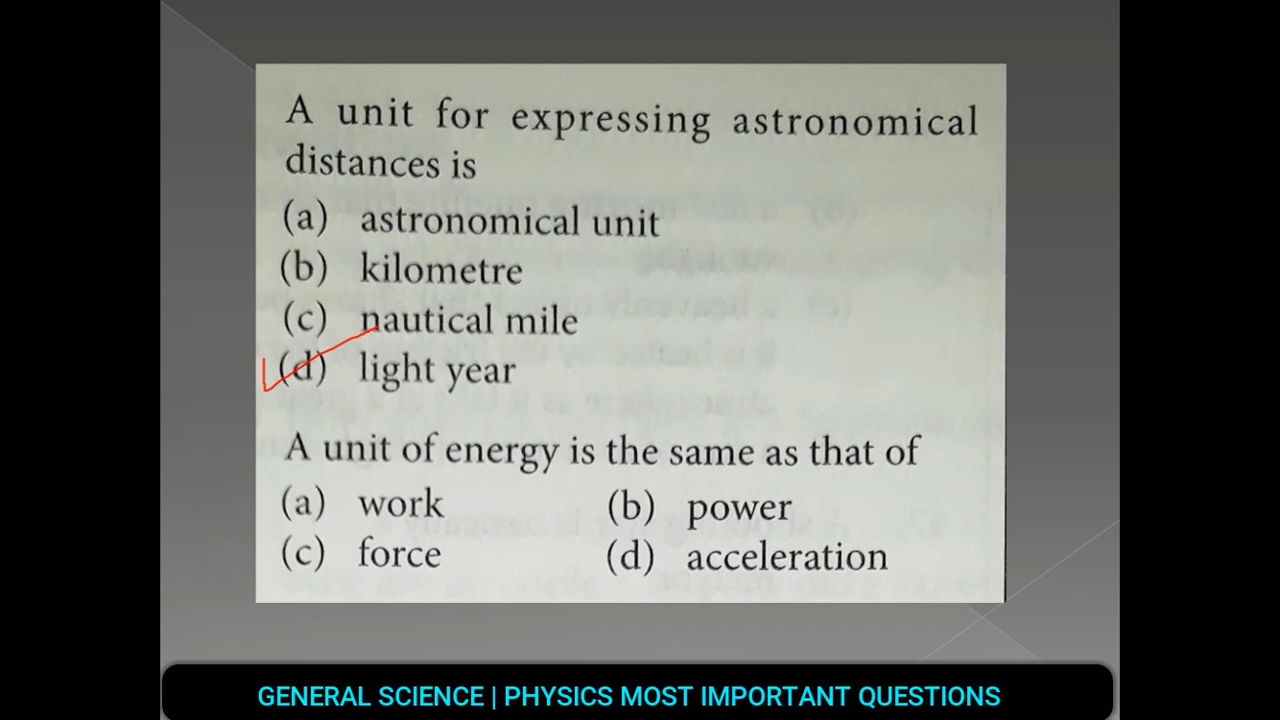 A unit for expressing astronomical
distances is
(a) astronomical unit
(b) kilometre
(c) nautical mile
(d) light year
A unit of energy is the same as that of
(a) work (b) power
(c) force (d) acceleration
GENERAL SCIENCE | PHYSICS MOST IMPORTANT QUESTIONS